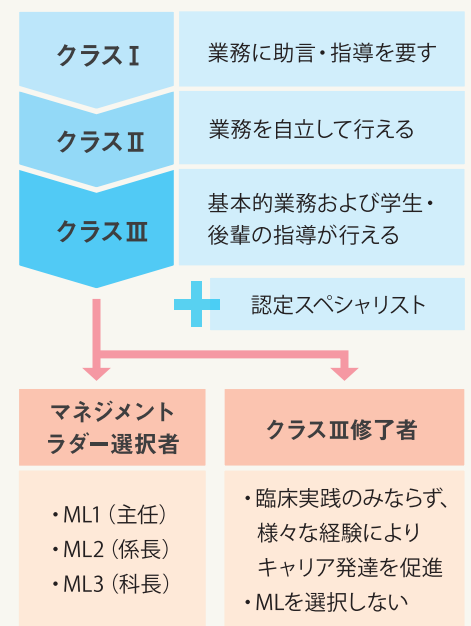 クラスⅠ
業務に助言・指導を要す
クラスⅡ
業務を自立して行える
クラスⅢ
基本的業務および学生・
後輩の指導が行える
認定スペシャリスト
マネジメント
ラダー選択者
・ML1（主任）
・ML2（係長）
・ML3（科長）
クラスⅢ修了者
・臨床実践のみならず、
様々な経験により
キャリア発達を促進
・MLを選択しない